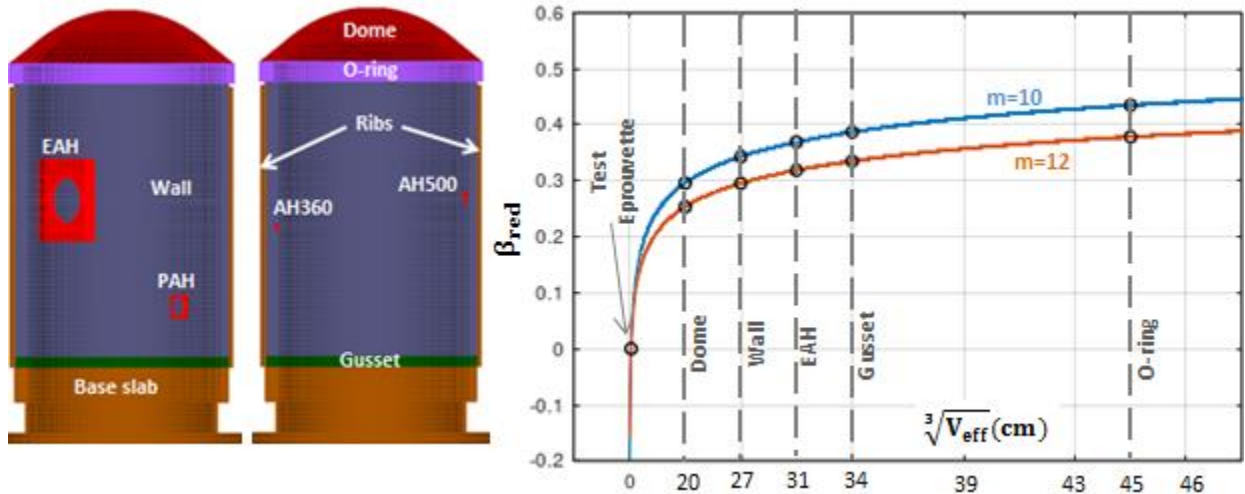 Dome
O-ring
Ribs
EAH
Wall
AH500
AH360
PAH
Gusset
Base slab
0.6
0.5
0.4
0.3
0.2
0.1
0
-0.1
-0.2
β_red
Test
Eprouvette
m=10
m=12
Dome
Wall
EAH
Gusset
O-ring
∛V_eff(cm)
0 20 27 31 34 39 43 45 46